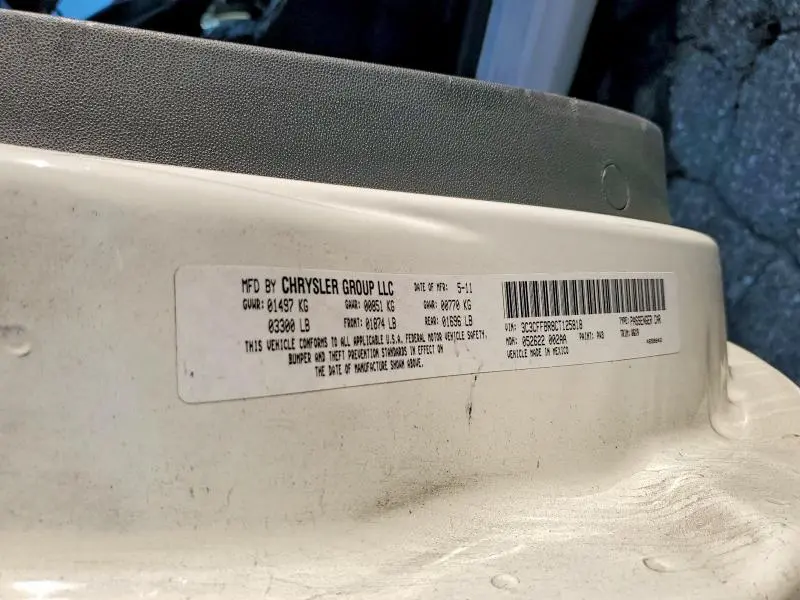 MFD BY CHRYSLER GROUP LLC DATE OF MFR: 5-11
GVWR: 01497 KG GAWR: 00851 KG GAWR: 00770 KG
03300 LB FRONT: 01874 LB REAR: 01696 LB
THIS VEHICLE CONFORMS TO ALL APPLICABLE U.S.A. FEDERAL MOTOR VEHICLE SAFETY,
BUMPER AND THEFT PREVENTION STANDARDS IN EFFECT ON
THE DATE OF MANUFACTURE SHOWN ABOVE.
VIN: 3C3CFFBR8CT125818 TYPE: PASSENGER CAR
MDH: 052622 002AA PAINT: TRIM:
VEHICLE MADE IN MEXICO